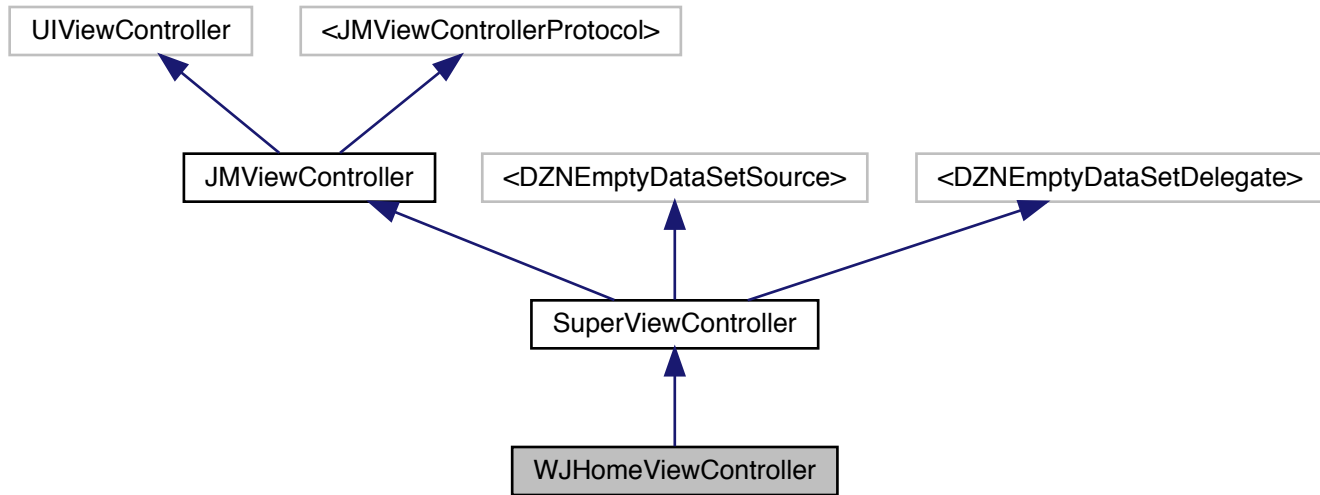 UIViewController
<JMViewControllerProtocol>
JMViewController
<DZNEmptyDataSetSource>
<DZNEmptyDataSetDelegate>
SuperViewController
WJHomeViewController